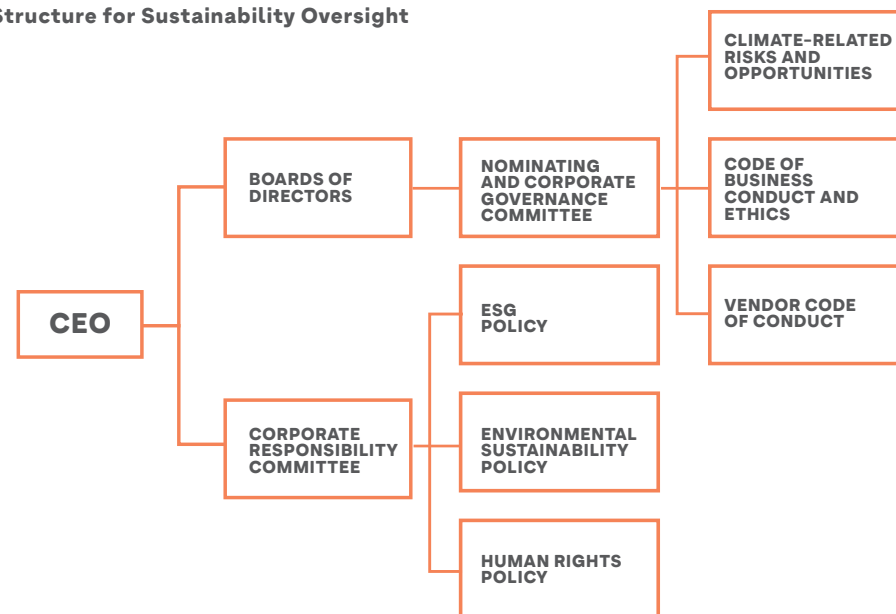 Structure for Sustainability Oversight
CEO
BOARDS OF
DIRECTORS
NOMINATING
AND CORPORATE
GOVERNANCE
COMMITTEE
CLIMATE-RELATED
RISKS AND
OPPORTUNITIES
CODE OF
BUSINESS
CONDUCT AND
ETHICS
VENDOR CODE
OF CONDUCT
CORPORATE
RESPONSIBILITY
COMMITTEE
ESG
POLICY
ENVIRONMENTAL
SUSTAINABILITY
POLICY
HUMAN RIGHTS
POLICY